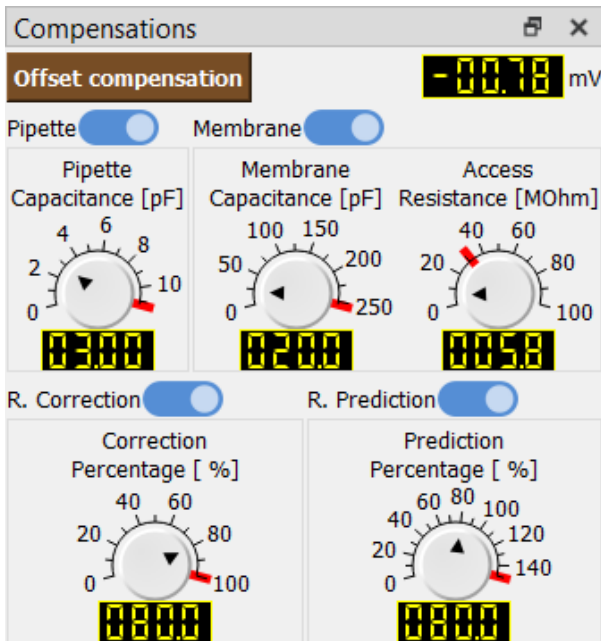 Compensations
Offset compensation
-00.78 mV
Pipette
Membrane
Pipette
Capacitance [pF]
0
2
4
6
8
10
03.00
Membrane
Capacitance [pF]
0
50
100
150
200
250
020.0
Access
Resistance [MOhm]
0
20
40
60
80
100
005.8
R. Correction
R. Prediction
Correction
Percentage [ %]
0
20
40
60
80
100
080.0
Prediction
Percentage [ %]
0
20
40
60
80
100
120
140
080.0